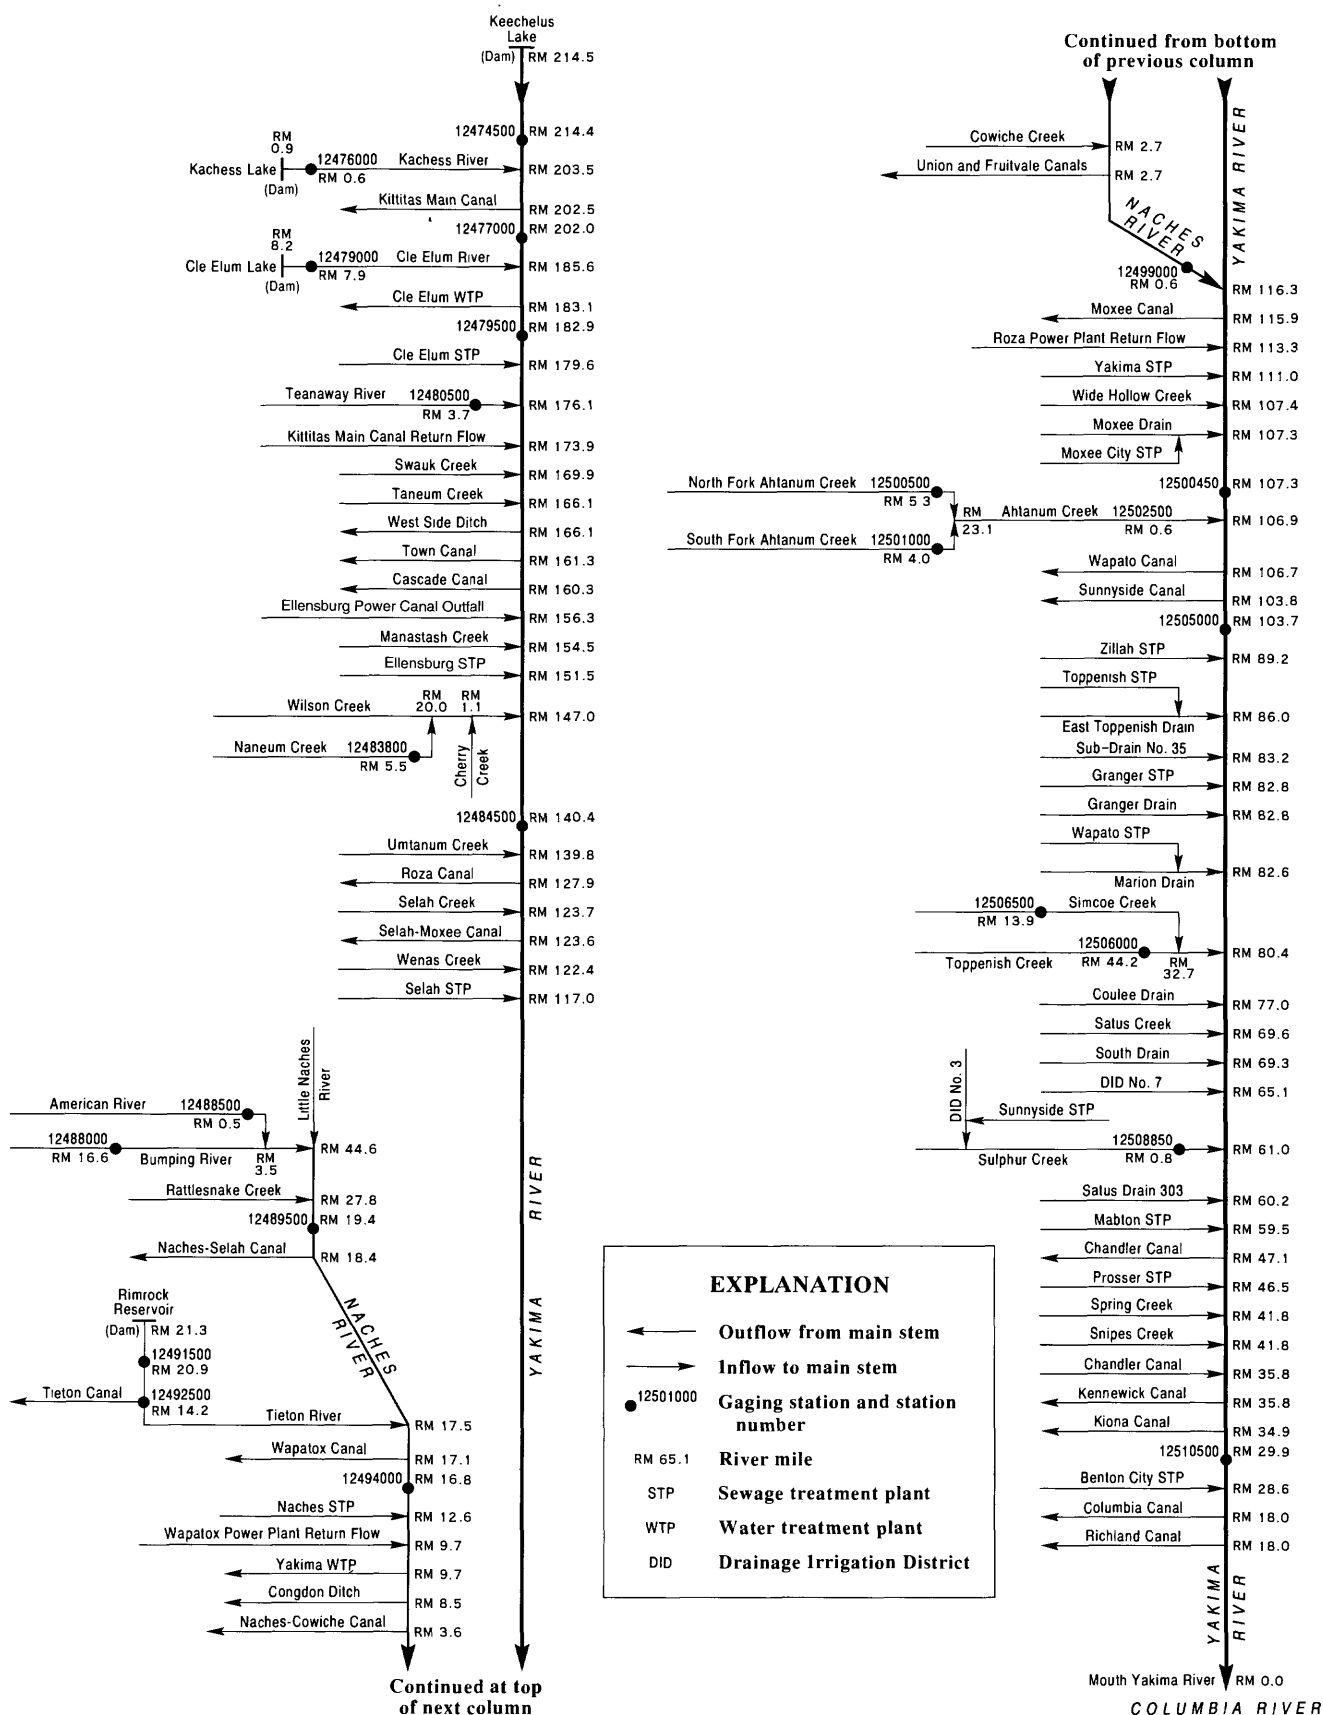 Keechelus
Lake
(Dam) RM 214.5
12474500 RM 214.4
RM
0.9
Kachess Lake 12476000 Kachess River RM 203.5
(Dam) RM 0.6
Kittitas Main Canal RM 202.5
12477000 RM 202.0
RM
8.2
Cle Elum Lake 12479000 Cle Elum River RM 185.6
(Dam) RM 7.9
Cle Elum WTP RM 183.1
12479500 RM 182.9
Cle Elum STP RM 179.6
Teanaway River 12480500 RM 176.1
RM 3.7
Kittitas Main Canal Return Flow RM 173.9
Swauk Creek RM 169.9
Taneum Creek RM 166.1
West Side Ditch RM 166.1
Town Canal RM 161.3
Cascade Canal RM 160.3
Ellensburg Power Canal Outfall RM 156.3
Manastash Creek RM 154.5
Ellensburg STP RM 151.5
RM RM
Wilson Creek 20.0 1.1 RM 147.0
Naneum Creek 12483800
RM 5.5
Cherry
Creek
12484500 RM 140.4
Umtanum Creek RM 139.8
Roza Canal RM 127.9
Selah Creek RM 123.7
Selah-Moxee Canal RM 123.6
Wenas Creek RM 122.4
Selah STP RM 117.0
Little Naches
River
American River 12488500
RM 0.5
12488000 RM 44.6
RM 16.6 Bumping River RM
3.5
Rattlesnake Creek RM 27.8
12489500 RM 19.4
Naches-Selah Canal RM 18.4
NACHES
RIVER
YAKIMA RIVER
Rimrock
Reservoir
(Dam) RM 21.3
12491500
RM 20.9
Tieton Canal 12492500
RM 14.2
Tieton River RM 17.5
Wapatox Canal RM 17.1
12494000 RM 16.8
Naches STP RM 12.6
Wapatox Power Plant Return Flow RM 9.7
Yakima WTP RM 9.7
Congdon Ditch RM 8.5
Naches-Cowiche Canal RM 3.6
Continued at top
of next column
EXPLANATION
Outflow from main stem
Inflow to main stem
12501000 Gaging station and station
number
RM 65.1 River mile
STP Sewage treatment plant
WTP Water treatment plant
DID Drainage Irrigation District
Continued from bottom
of previous column
YAKIMA RIVER
Cowiche Creek RM 2.7
Union and Fruitvale Canals RM 2.7
NACHES
RIVER
12499000
RM 0.6
RM 116.3
Moxee Canal RM 115.9
Roza Power Plant Return Flow RM 113.3
Yakima STP RM 111.0
Wide Hollow Creek RM 107.4
Moxee Drain RM 107.3
Moxee City STP
12500450 RM 107.3
North Fork Ahtanum Creek 12500500
RM 5.3
RM
23.1
Ahtanum Creek 12502500 RM 106.9
RM 0.6
South Fork Ahtanum Creek 12501000
RM 4.0
Wapato Canal RM 106.7
Sunnyside Canal RM 103.8
12505000 RM 103.7
Zillah STP RM 89.2
Toppenish STP
RM 86.0
East Toppenish Drain
Sub-Drain No. 35 RM 83.2
Granger STP RM 82.8
Granger Drain RM 82.8
Wapato STP
RM 82.6
Marion Drain
12506500 Simcoe Creek
RM 13.9
12506000 RM 80.4
Toppenish Creek RM 44.2 RM
32.7
Coulee Drain RM 77.0
Satus Creek RM 69.6
South Drain RM 69.3
DID No. 7 RM 65.1
DID No. 3
Sunnyside STP
12508850 RM 61.0
Sulphur Creek RM 0.8
Satus Drain 303 RM 60.2
Mabton STP RM 59.5
Chandler Canal RM 47.1
Prosser STP RM 46.5
Spring Creek RM 41.8
Snipes Creek RM 41.8
Chandler Canal RM 35.8
Kennewick Canal RM 35.8
Kiona Canal RM 34.9
12510500 RM 29.9
Benton City STP RM 28.6
Columbia Canal RM 18.0
Richland Canal RM 18.0
YAKIMA
RIVER
Mouth Yakima River RM 0.0
COLUMBIA RIVER